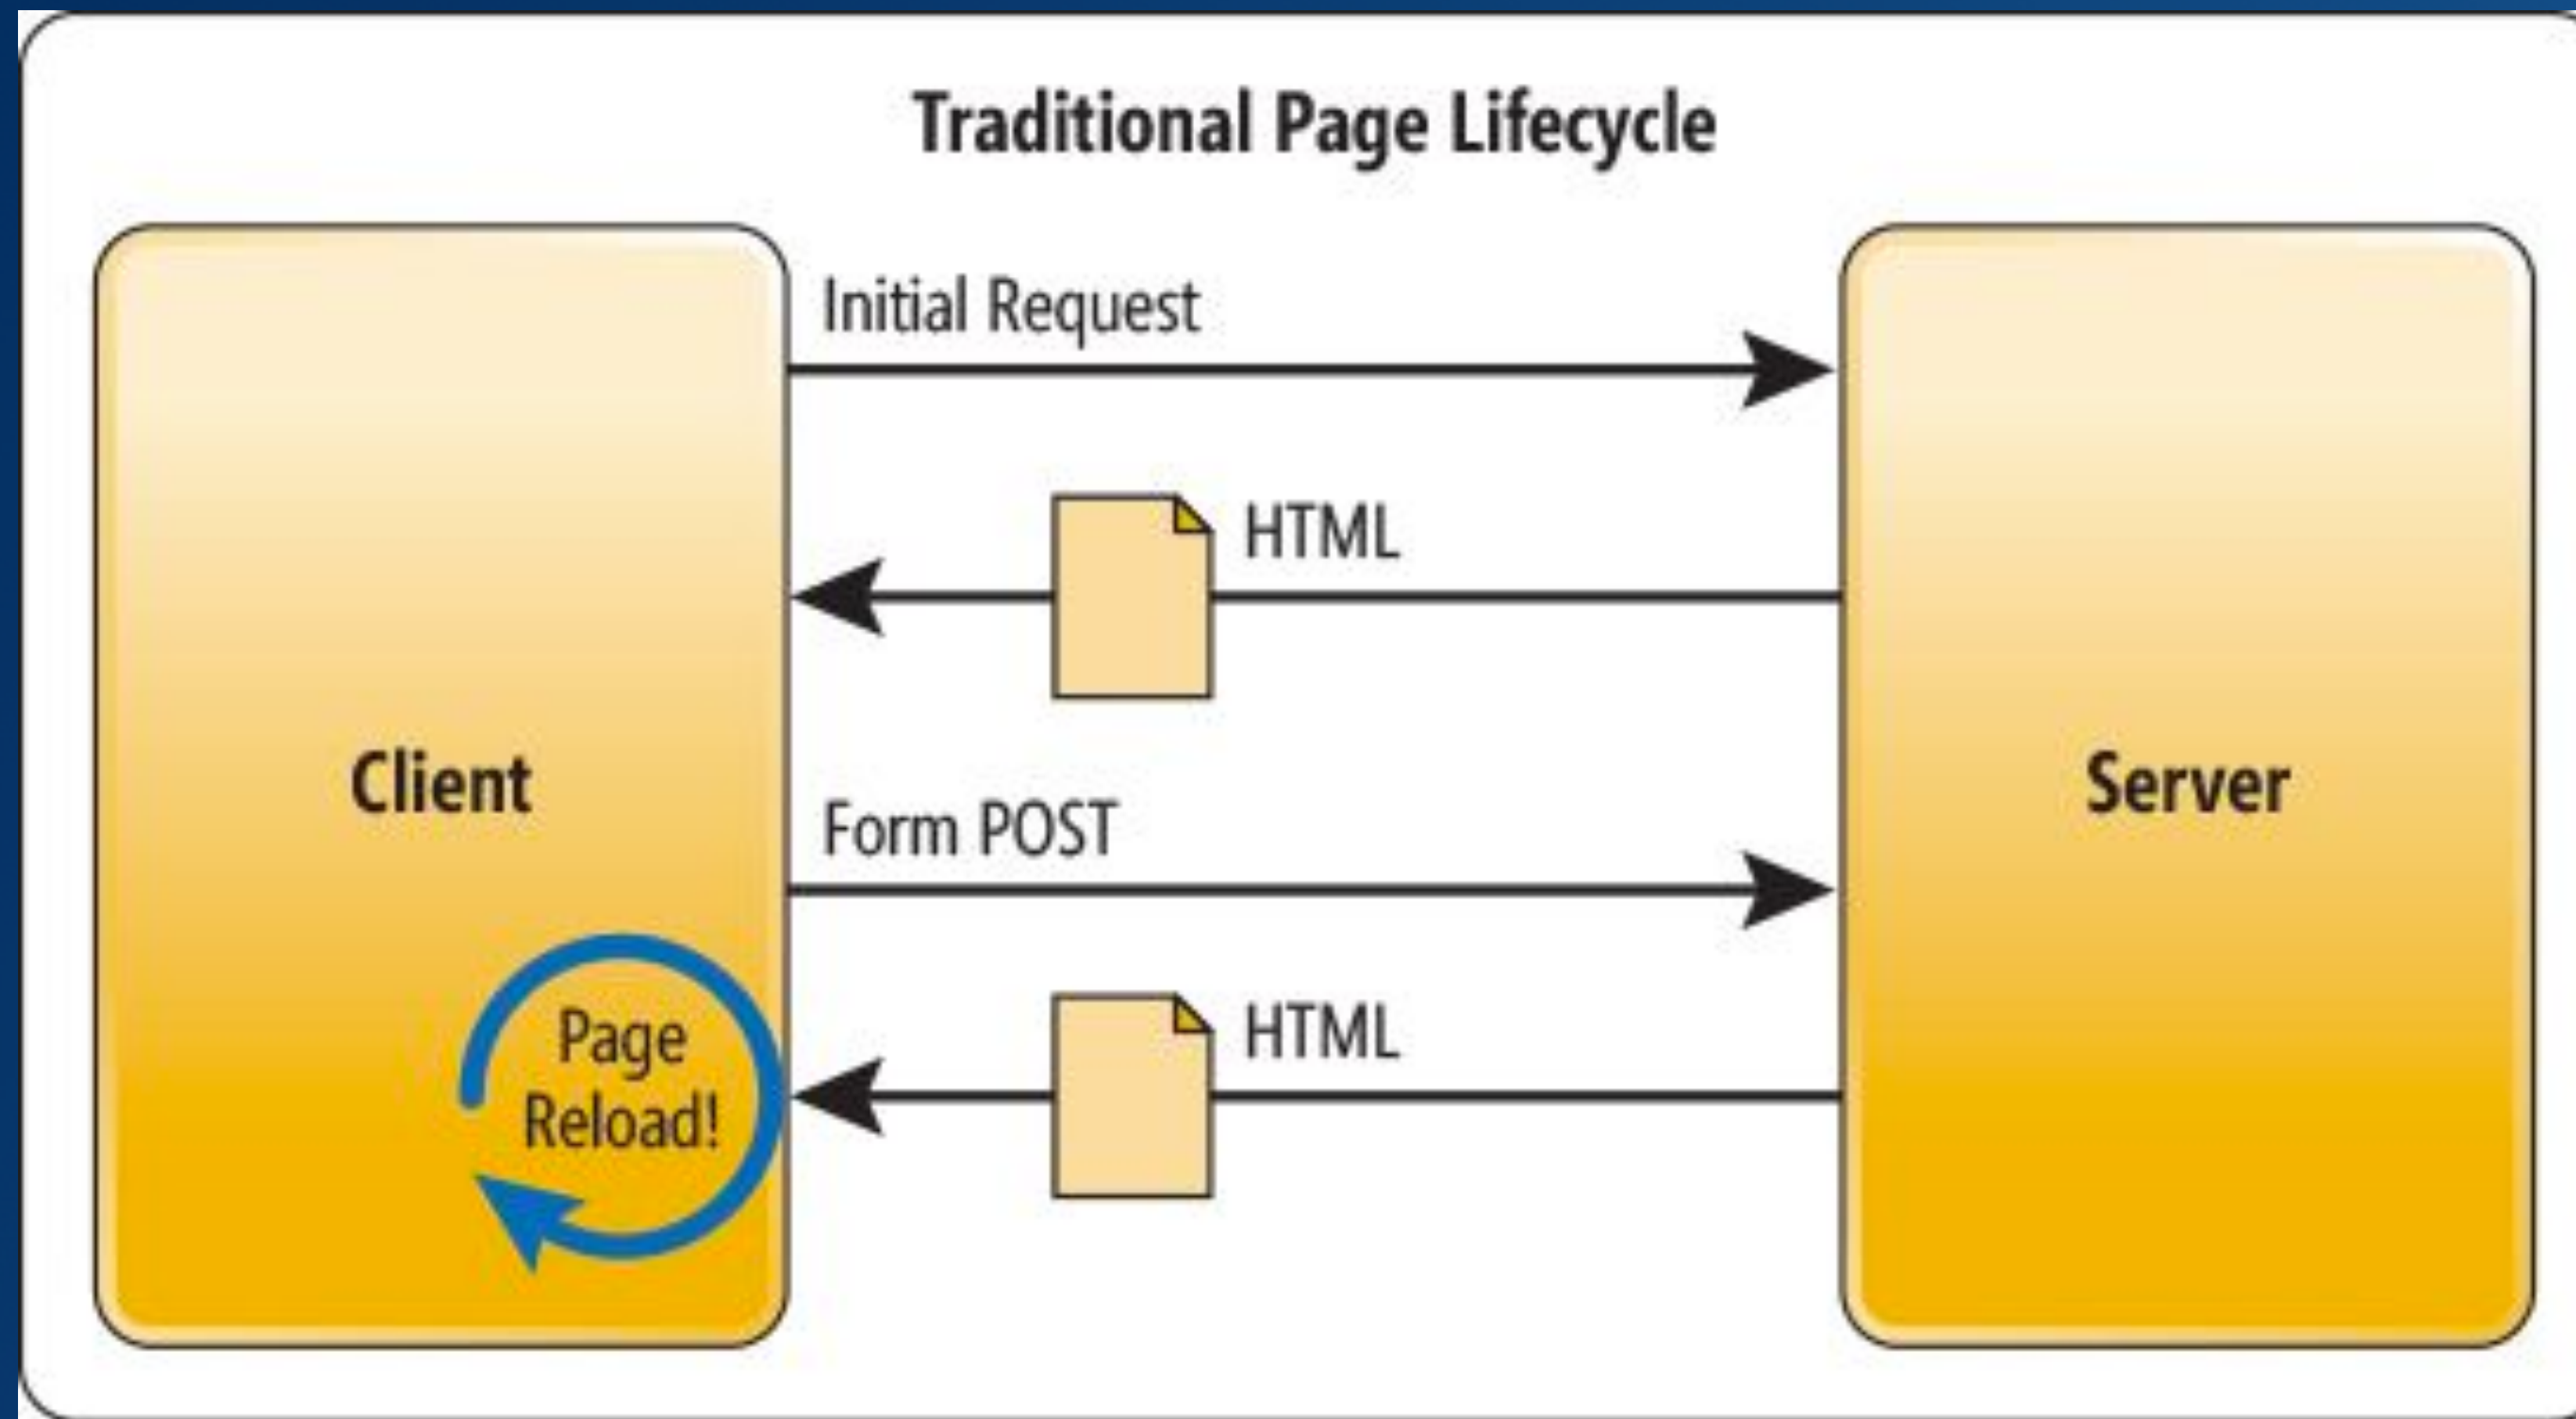 Traditional Page Lifecycle
Initial Request
HTML
Client
Server
Form POST
Page
Reload!
HTML